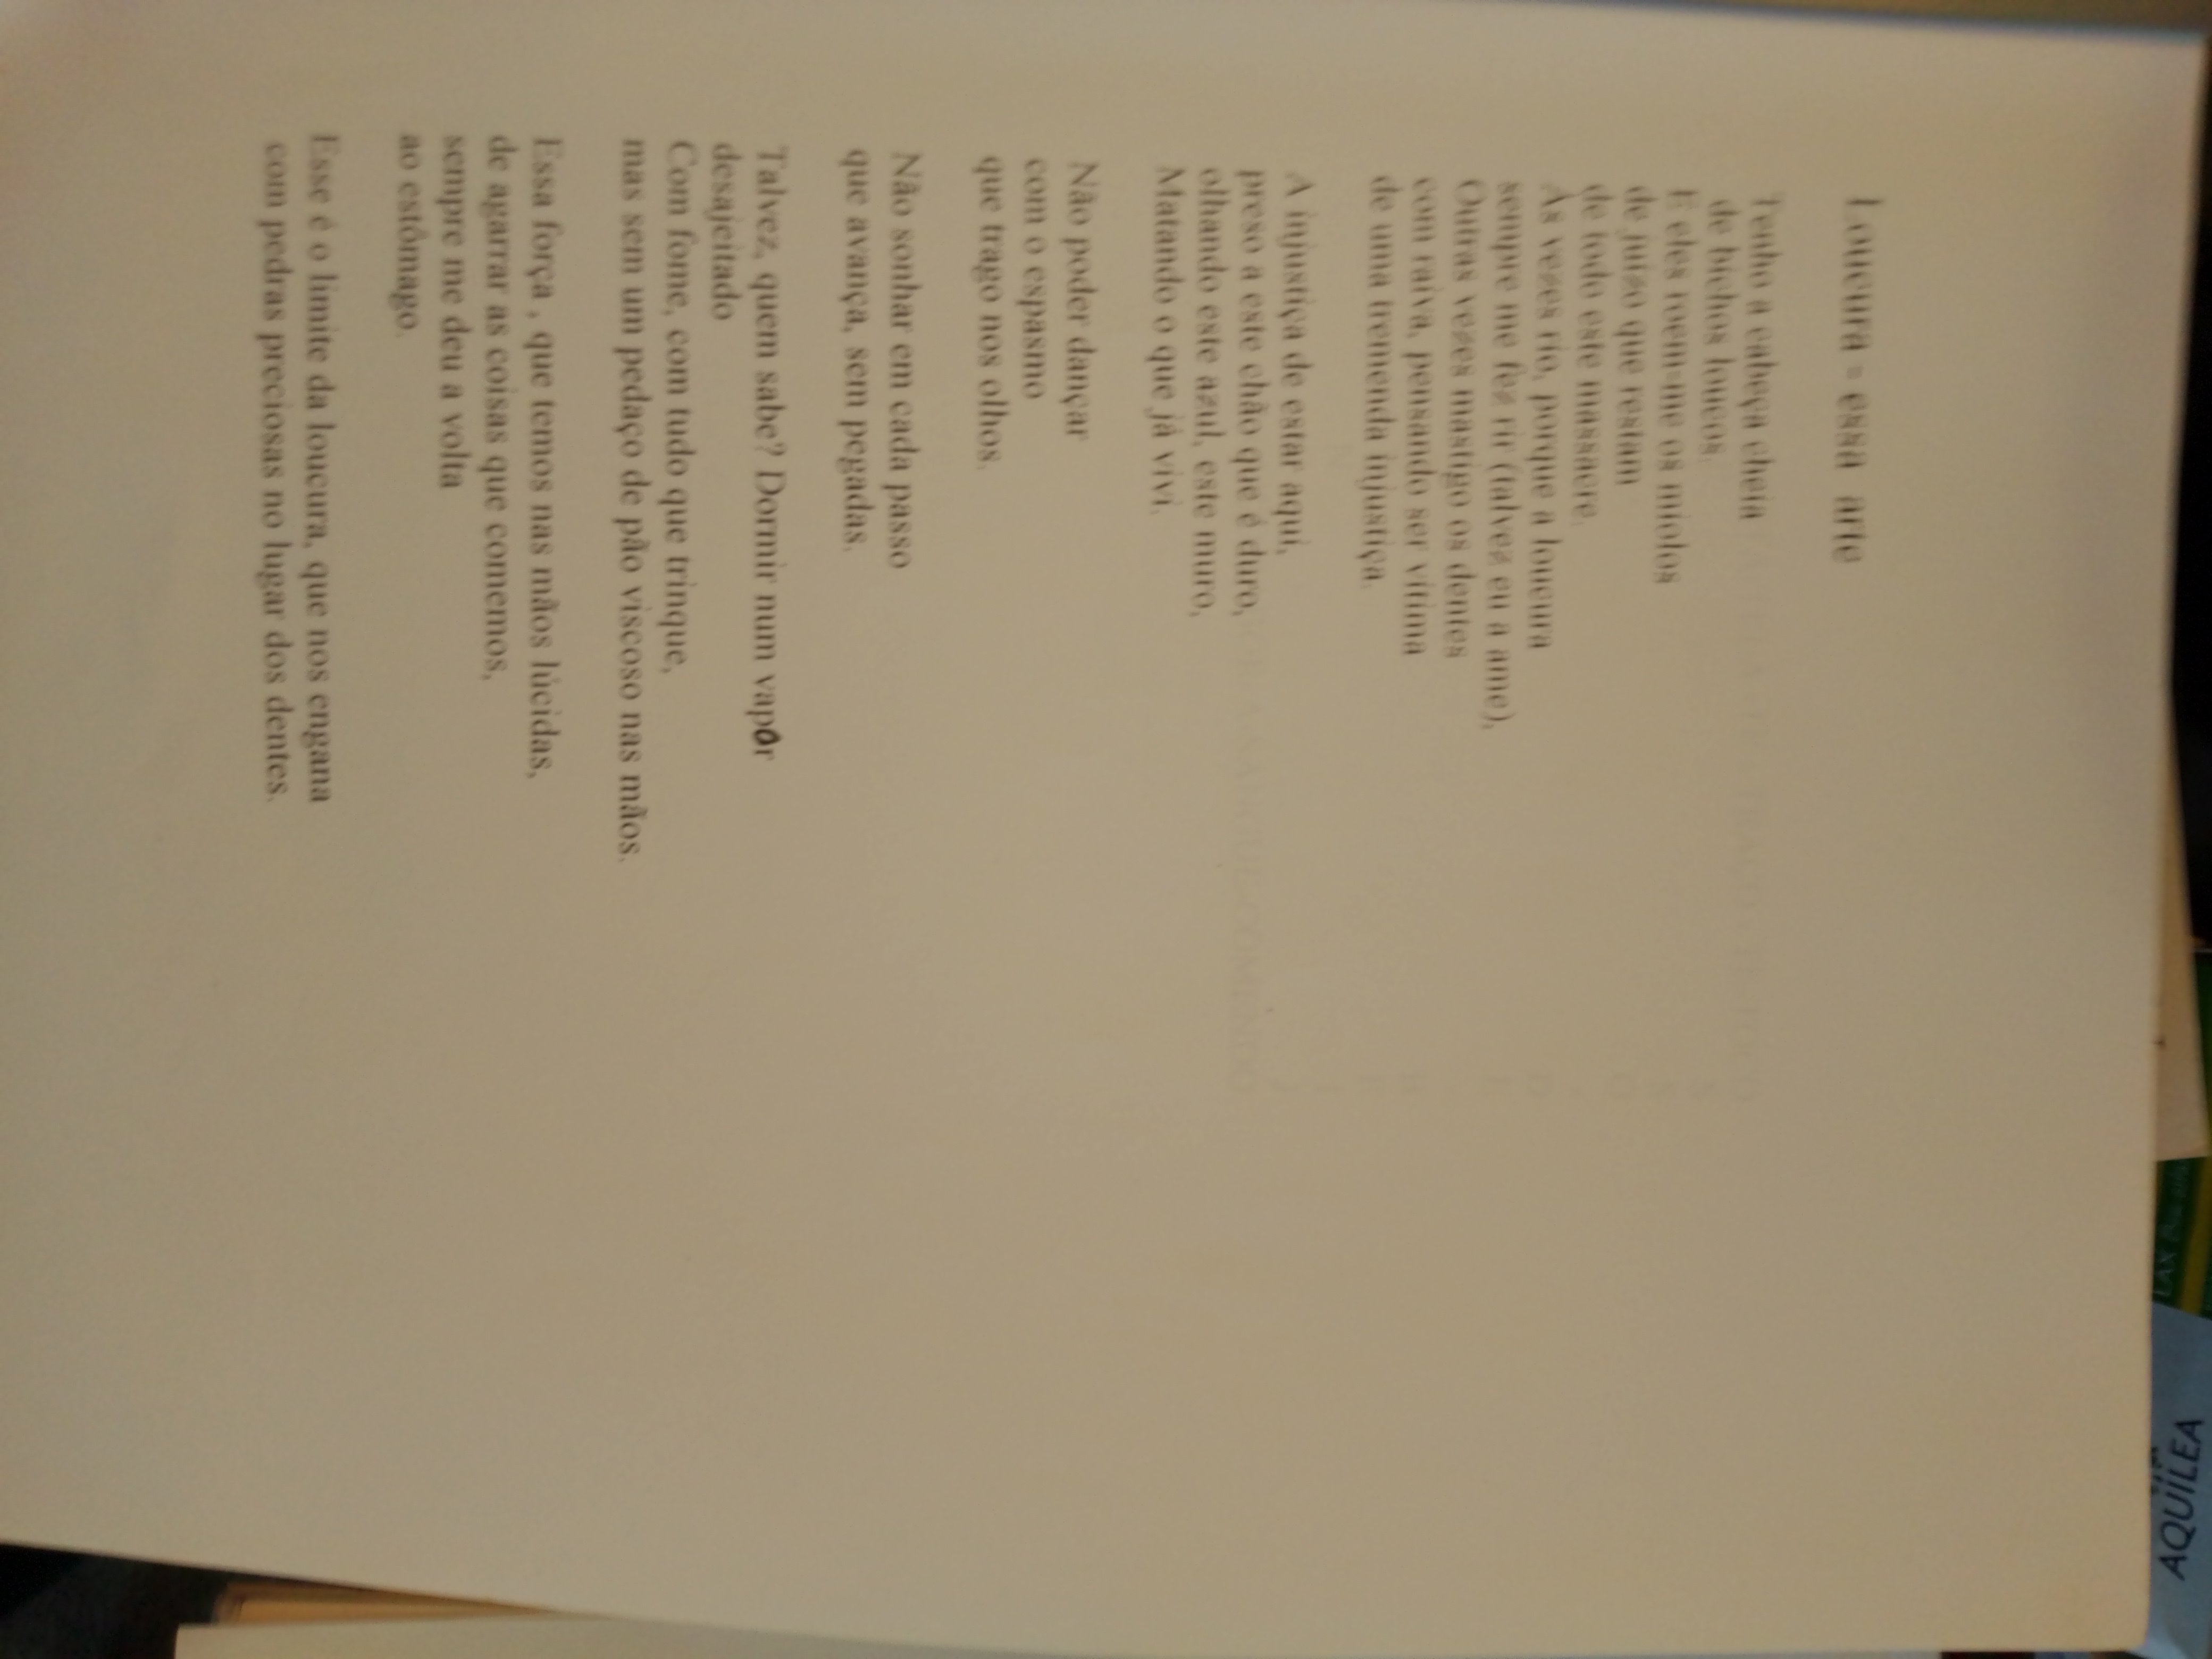 Loucura - essa arte
Tenho a cabeça cheia
de bichos loucos.
E eles roem-me os miolos
de juízo que restam
de todo este massacre.
Às vezes rio, porque a loucura
sempre me fez rir (talvez eu a ame),
Outras vezes mastigo os dentes
com raiva, pensando ser vítima
de uma tremenda injustiça.
A injustiça de estar aqui,
preso a este chão que é duro,
olhando este azul, este muro,
Matando o que já vivi.
Não poder dançar
com o espasmo
que trago nos olhos.
Não sonhar em cada passo
que avança, sem pegadas.
Talvez, quem sabe? Dormir num vapor
desajeitado
Com fome, com tudo que trinque,
mas sem um pedaço de pão viscoso nas mãos.
Essa força , que temos nas mãos lúcidas,
de agarrar as coisas que comemos,
sempre me deu a volta
ao estômago.
Esse é o limite da loucura, que nos engana
com pedras preciosas no lugar dos dentes.
AQUILEA